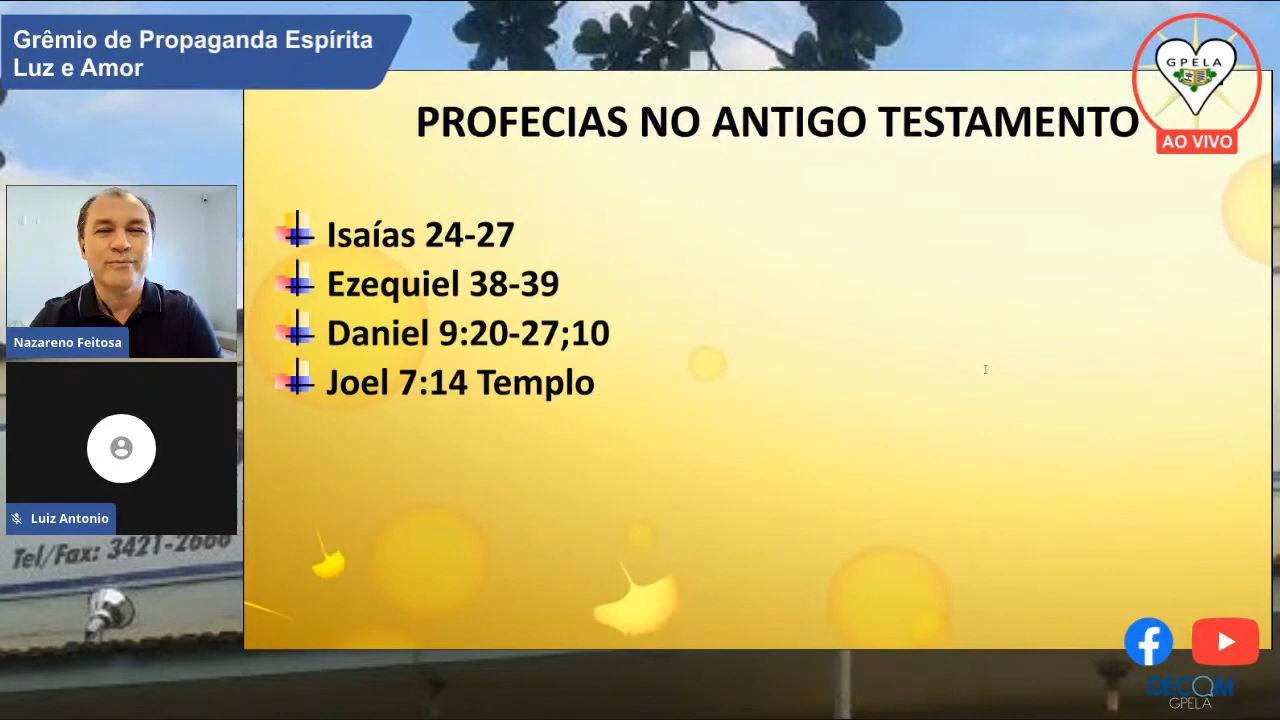 Grêmio de Propaganda Espírita
Luz e Amor
GPELA
AO VIVO
PROFECIAS NO ANTIGO TESTAMENTO
Isaías 24-27
Ezequiel 38-39
Daniel 9:20-27;10
Joel 7:14 Templo
Nazareno Feitosa
Luiz Antonio
Tel/Fax: 3421-2666
DECOM
GPELA